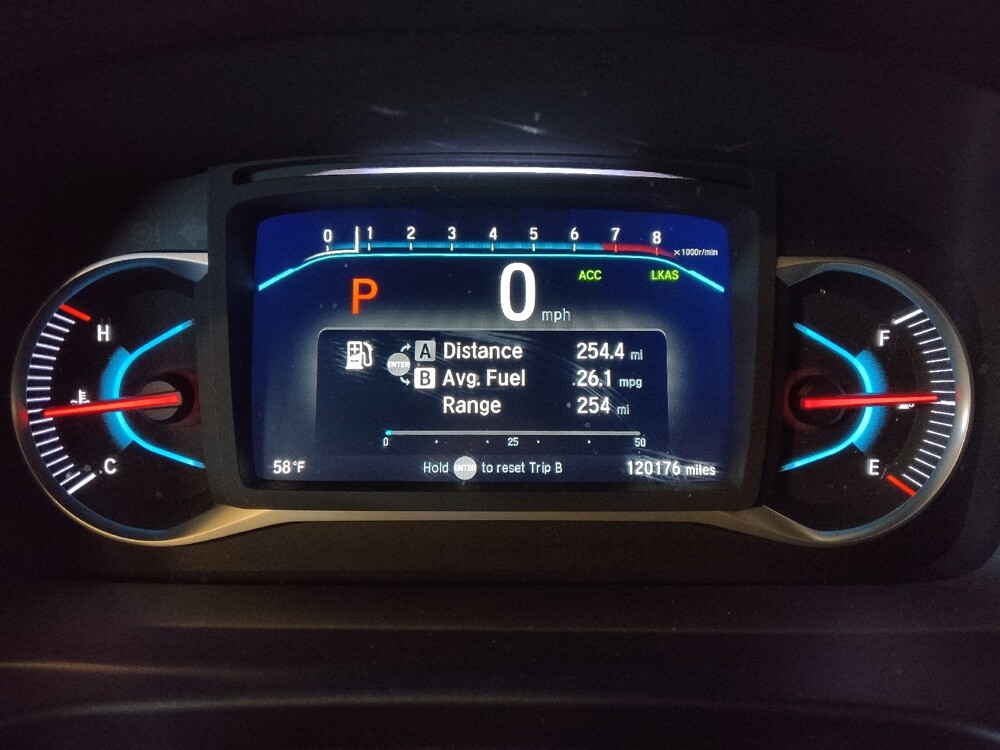 0 1 2 3 4 5 6 7 8 x1000r/min
ACC LKAS
P 0 mph
H
F
A Distance 254.4 mi
ENTER
B Avg. Fuel 26.1 mpg
Range 254 mi
0 25 50
C
E
58°F Hold ENTER to reset Trip B 120176 miles